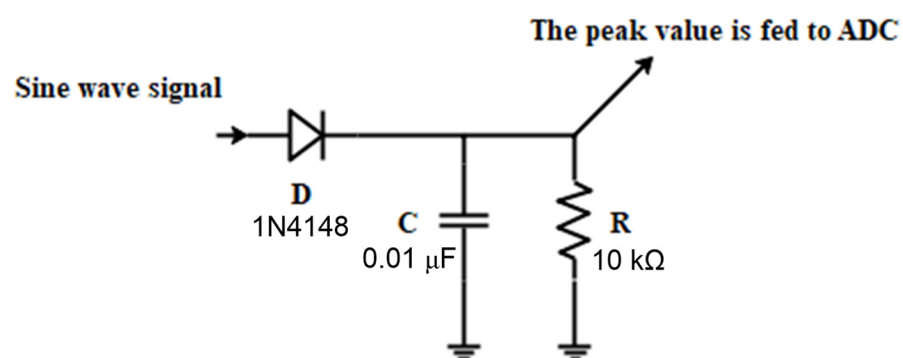 The peak value is fed to ADC
Sine wave signal
D
1N4148
C
0.01 μF
R
10 kΩ